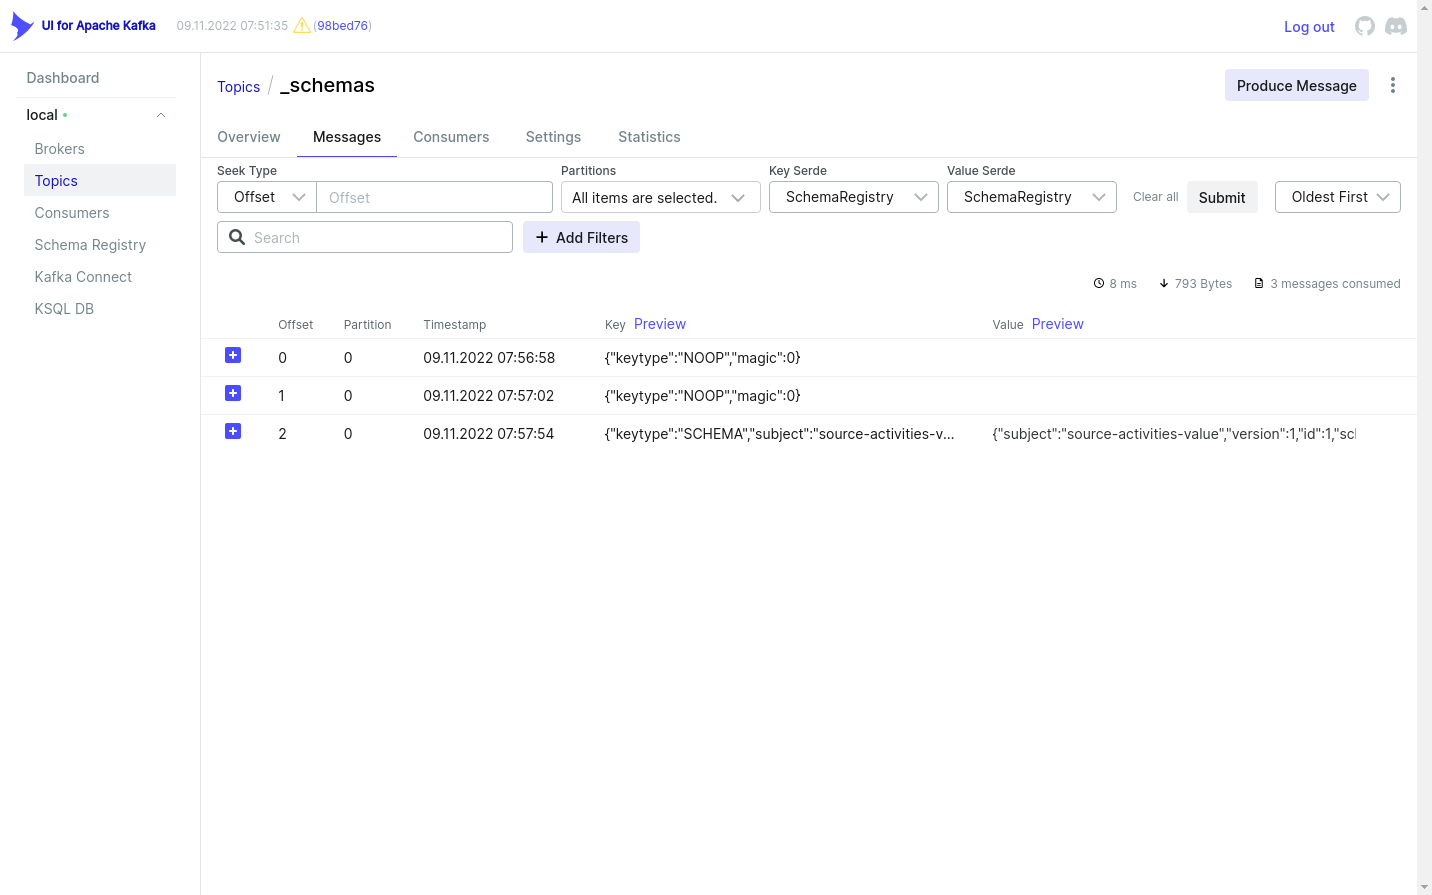 UI for Apache Kafka 09.11.2022 07:51:35 (98bed76) Log out
Dashboard
local
Brokers
Topics
Consumers
Schema Registry
Kafka Connect
KSQL DB
Topics / _schemas Produce Message
Overview Messages Consumers Settings Statistics
Seek Type Partitions Key Serde Value Serde
Offset Offset All items are selected. SchemaRegistry SchemaRegistry Clear all Submit Oldest First
Search + Add Filters
8 ms 793 Bytes 3 messages consumed
Offset Partition Timestamp Key Preview Value Preview
0 0 09.11.2022 07:56:58 {"keytype":"NOOP","magic":0}
1 0 09.11.2022 07:57:02 {"keytype":"NOOP","magic":0}
2 0 09.11.2022 07:57:54 {"keytype":"SCHEMA","subject":"source-activities-v... {"subject":"source-activities-value","version":1,"id":1,"scl